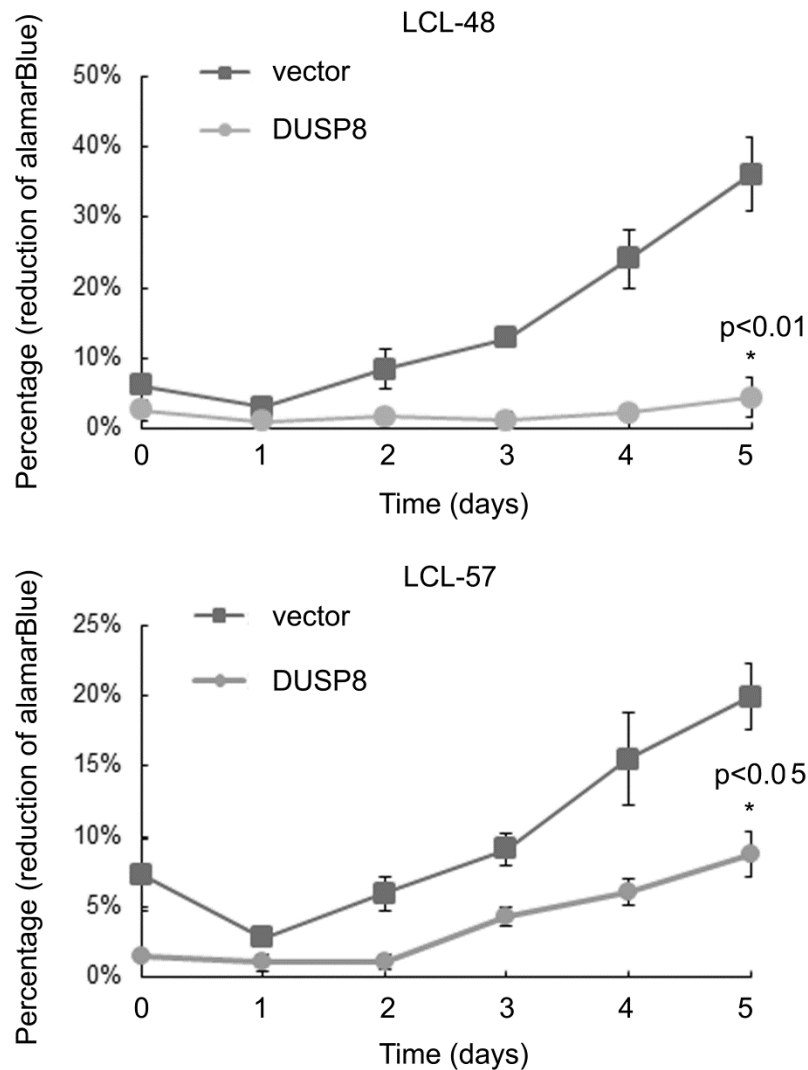 LCL-48
50%
vector
DUSP8
40%
30%
20%
10%
0%
Percentage (reduction of alamarBlue)
p<0.01
*
0 1 2 3 4 5
Time (days)
LCL-57
25%
vector
20%
DUSP8
15%
10%
5%
0%
Percentage (reduction of alamarBlue)
p<0.05
*
0 1 2 3 4 5
Time (days)